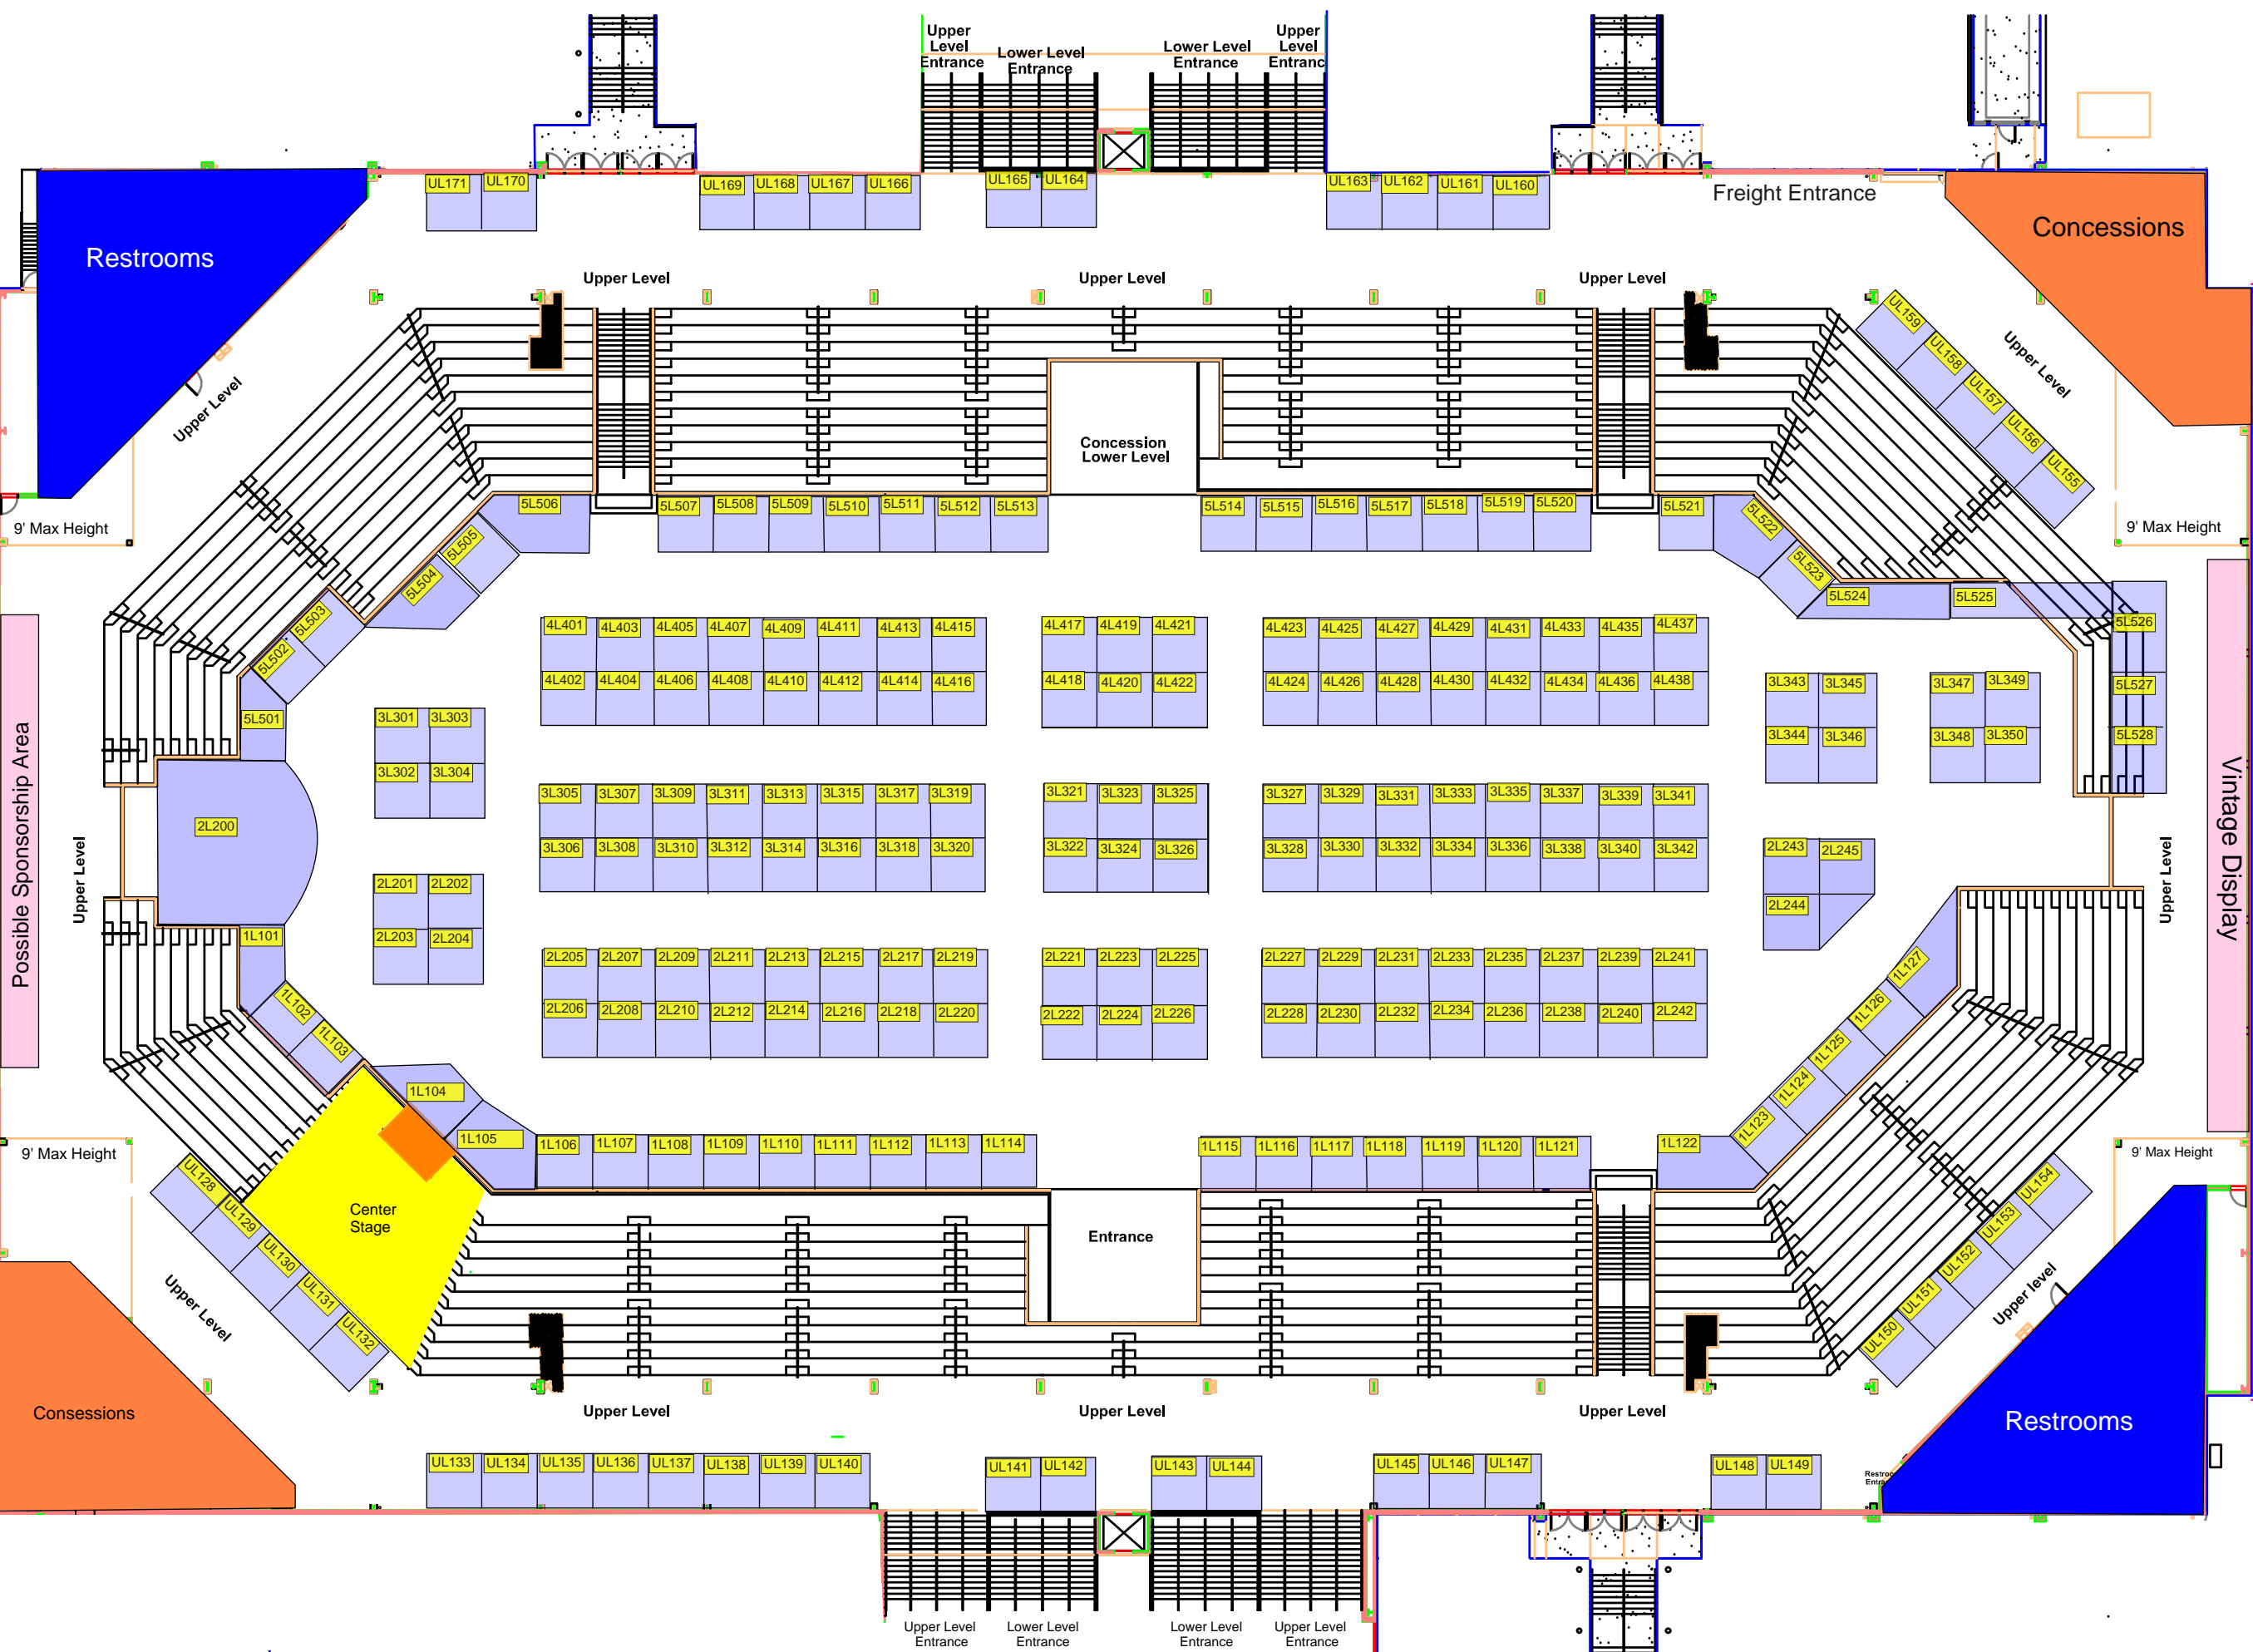 Upper
Level
Entrance
Lower Level
Entrance
Lower Level
Entrance
Upper
Level
Entranc
UL171 UL170 UL169 UL168 UL167 UL166 UL165 UL164 UL163 UL162 UL161 UL160
Freight Entrance
Restrooms
Concessions
Upper Level Upper Level Upper Level
Upper Level
Upper Level
UL159
UL158
UL157
UL156
UL155
Concession
Lower Level
9' Max Height
9' Max Height
5L506 5L507 5L508 5L509 5L510 5L511 5L512 5L513 5L514 5L515 5L516 5L517 5L518 5L519 5L520 5L521
5L522
5L523
5L524 5L525
5L526
5L527
5L528
5L505
5L504
5L503
5L502
5L501
4L401 4L403 4L405 4L407 4L409 4L411 4L413 4L415 4L417 4L419 4L421 4L423 4L425 4L427 4L429 4L431 4L433 4L435 4L437
4L402 4L404 4L406 4L408 4L410 4L412 4L414 4L416 4L418 4L420 4L422 4L424 4L426 4L428 4L430 4L432 4L434 4L436 4L438
3L343 3L345 3L347 3L349
3L344 3L346 3L348 3L350
3L301 3L303
3L302 3L304
3L305 3L307 3L309 3L311 3L313 3L315 3L317 3L319 3L321 3L323 3L325 3L327 3L329 3L331 3L333 3L335 3L337 3L339 3L341
3L306 3L308 3L310 3L312 3L314 3L316 3L318 3L320 3L322 3L324 3L326 3L328 3L330 3L332 3L334 3L336 3L338 3L340 3L342
Possible Sponsorship Area
Upper Level
2L200
2L243 2L245
2L244
Upper Level
Vintage Display
2L201 2L202
2L203 2L204
2L205 2L207 2L209 2L211 2L213 2L215 2L217 2L219 2L221 2L223 2L225 2L227 2L229 2L231 2L233 2L235 2L237 2L239 2L241
2L206 2L208 2L210 2L212 2L214 2L216 2L218 2L220 2L222 2L224 2L226 2L228 2L230 2L232 2L234 2L236 2L238 2L240 2L242
1L101
1L102
1L103
1L104
1L105
1L106 1L107 1L108 1L109 1L110 1L111 1L112 1L113 1L114 1L115 1L116 1L117 1L118 1L119 1L120 1L121 1L122
1L123
1L124
1L125
1L126
1L127
9' Max Height
9' Max Height
Center
Stage
Entrance
UL128
UL129
UL130
UL131
UL132
UL154
UL153
UL152
UL151
UL150
Upper Level
Upper level
Consessions
Restrooms
Upper Level Upper Level Upper Level
UL133 UL134 UL135 UL136 UL137 UL138 UL139 UL140 UL141 UL142 UL143 UL144 UL145 UL146 UL147 UL148 UL149
Upper Level
Entrance
Lower Level
Entrance
Lower Level
Entrance
Upper Level
Entrance